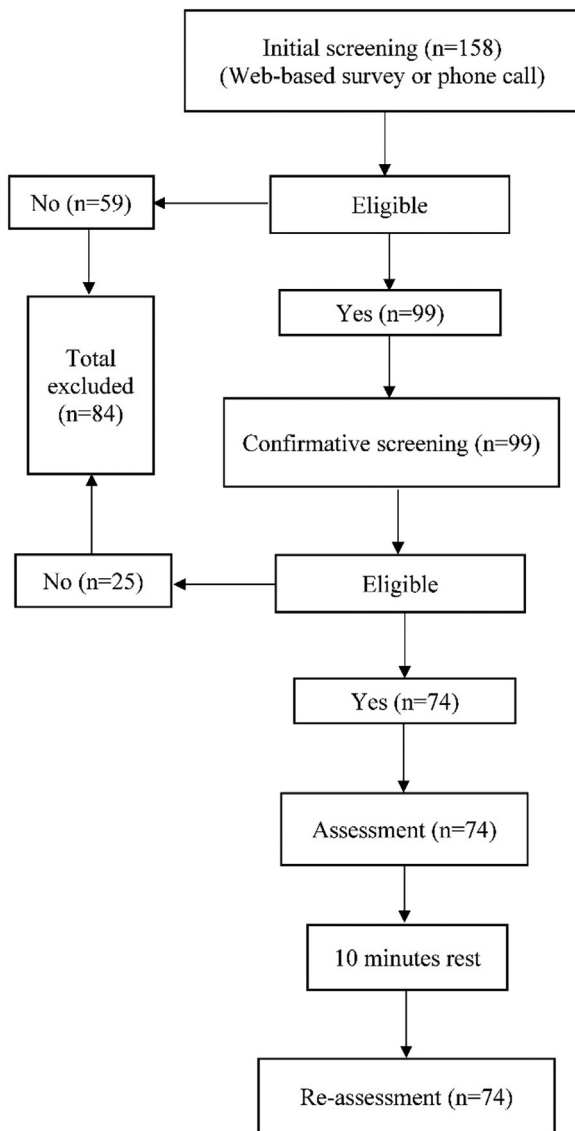 Initial screening (n=158)
(Web-based survey or phone call)
No (n=59)
Eligible
Yes (n=99)
Total
excluded
(n=84)
Confirmative screening (n=99)
No (n=25)
Eligible
Yes (n=74)
Assessment (n=74)
10 minutes rest
Re-assessment (n=74)